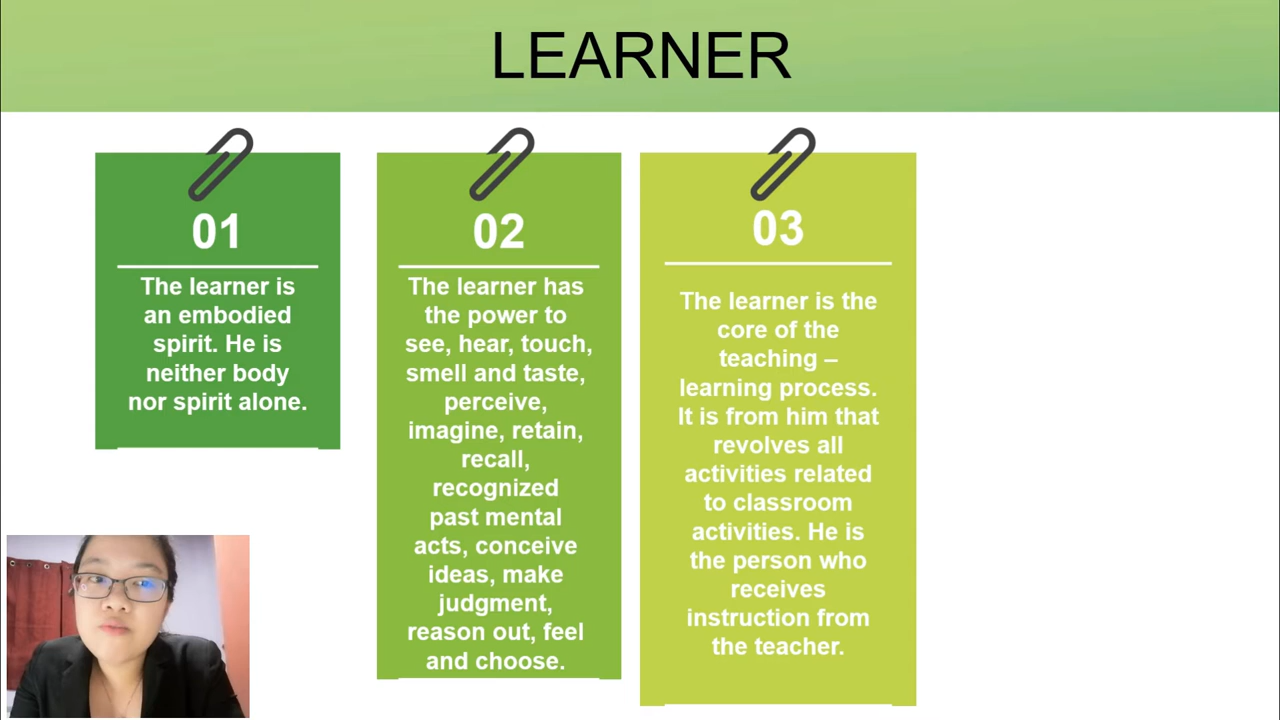 LEARNER
01
The learner is
an embodied
spirit. He is
neither body
nor spirit alone.
02
The learner has
the power to
see, hear, touch,
smell and taste,
perceive,
imagine, retain,
recall,
recognized
past mental
acts, conceive
ideas, make
judgment,
reason out, feel
and choose.
03
The learner is the
core of the
teaching –
learning process.
It is from him that
revolves all
activities related
to classroom
activities. He is
the person who
receives
instruction from
the teacher.